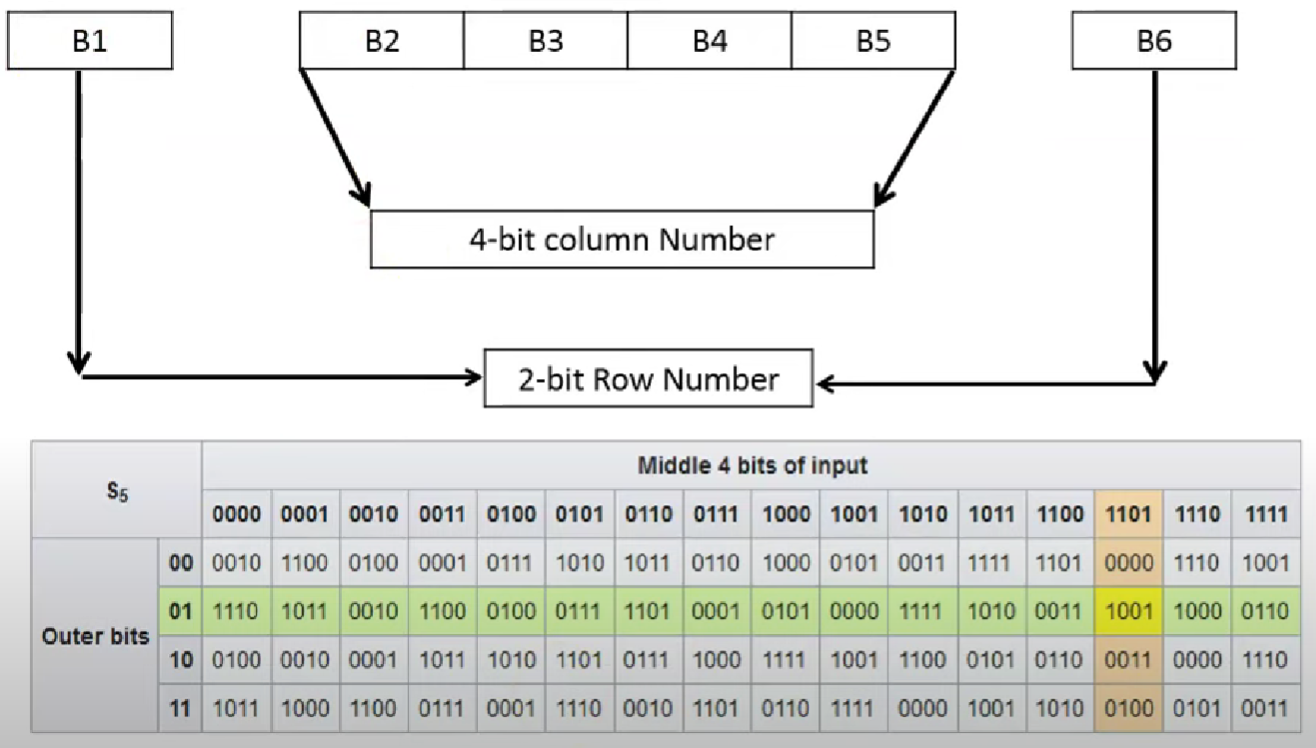 B1 B2 B3 B4 B5 B6
4-bit column Number
2-bit Row Number
S5 Middle 4 bits of input
0000 0001 0010 0011 0100 0101 0110 0111 1000 1001 1010 1011 1100 1101 1110 1111
Outer bits
00 0010 1100 0100 0001 0111 1010 1011 0110 1000 0101 0011 1111 1101 0000 1110 1001
01 1110 1011 0010 1100 0100 0111 1101 0001 0101 0000 1111 1010 0011 1001 1000 0110
10 0100 0010 0001 1011 1010 1101 0111 1000 1111 1001 1100 0101 0110 0011 0000 1110
11 1011 1000 1100 0111 0001 1110 0010 1101 0110 1111 0000 1001 1010 0100 0101 0011